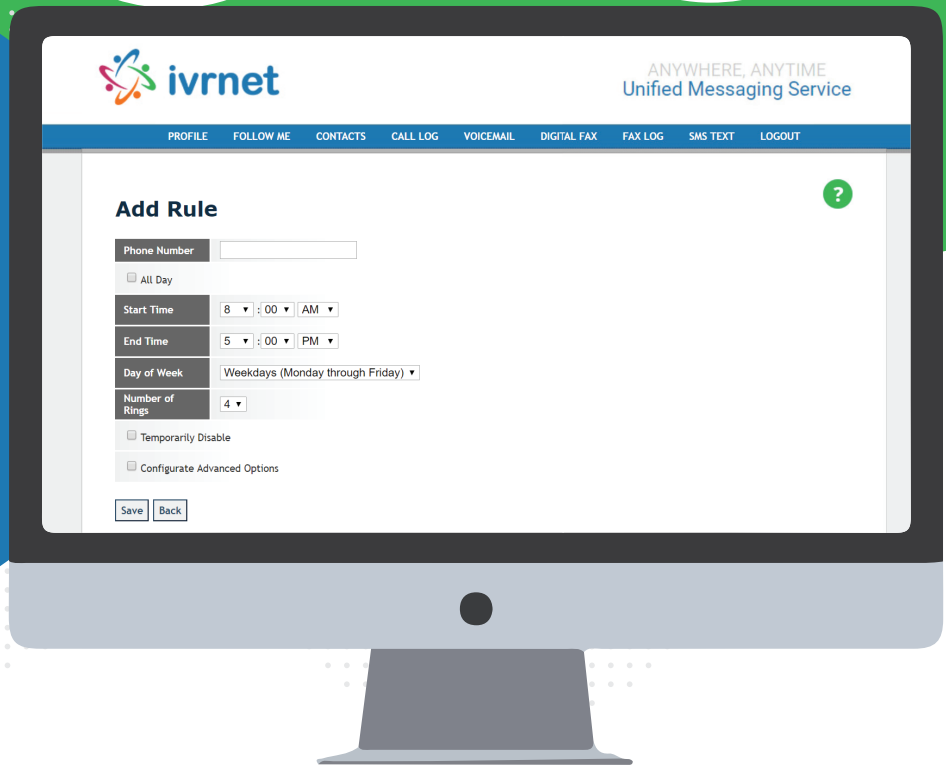 ivrnet
ANYWHERE, ANYTIME
Unified Messaging Service
PROFILE FOLLOW ME CONTACTS CALL LOG VOICEMAIL DIGITAL FAX FAX LOG SMS TEXT LOGOUT
?
Add Rule
Phone Number
All Day
Start Time 8 : 00 AM
End Time 5 : 00 PM
Day of Week Weekdays (Monday through Friday)
Number of
Rings 4
Temporarily Disable
Configurate Advanced Options
Save Back